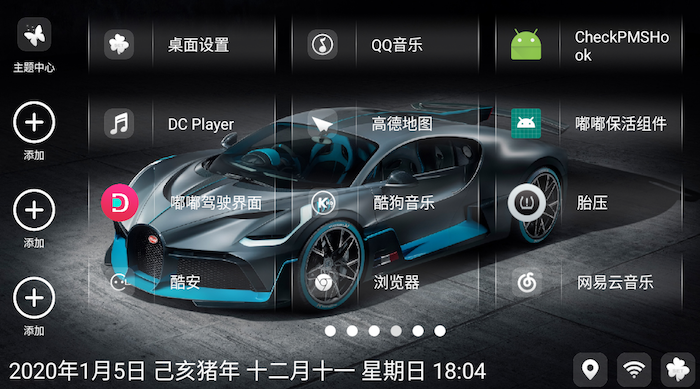 主题中心
桌面设置
QQ音乐
CheckPMSHo
ok
添加
DC Player
高德地图
嘟嘟保活组件
添加
嘟嘟驾驶界面
酷狗音乐
胎压
添加
酷安
浏览器
网易云音乐
2020年1月5日 己亥猪年 十二月十一 星期日 18:04